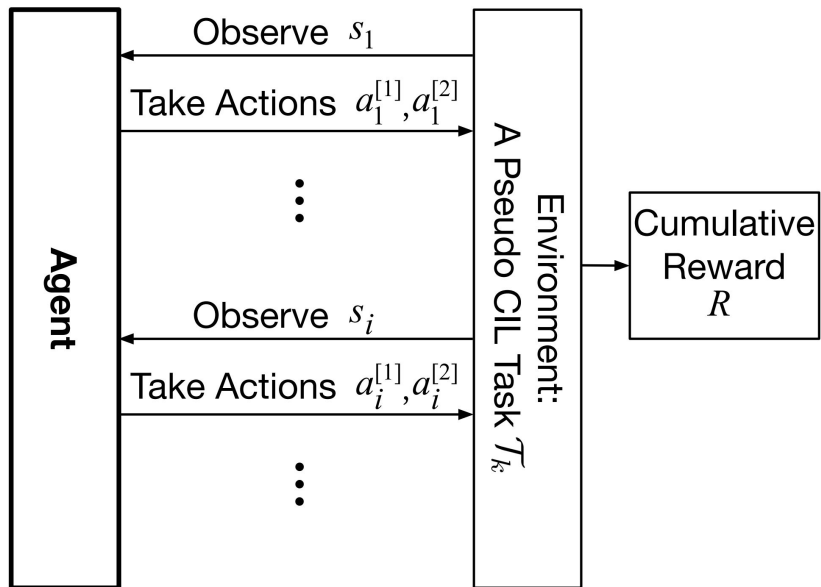 Observe s₁
Take Actions a₁^[1], a₁^[2]
⋮
Agent
Environment:
A Pseudo CIL Task 𝒯ₖ
Cumulative
Reward
R
Observe sᵢ
Take Actions aᵢ^[1], aᵢ^[2]
⋮